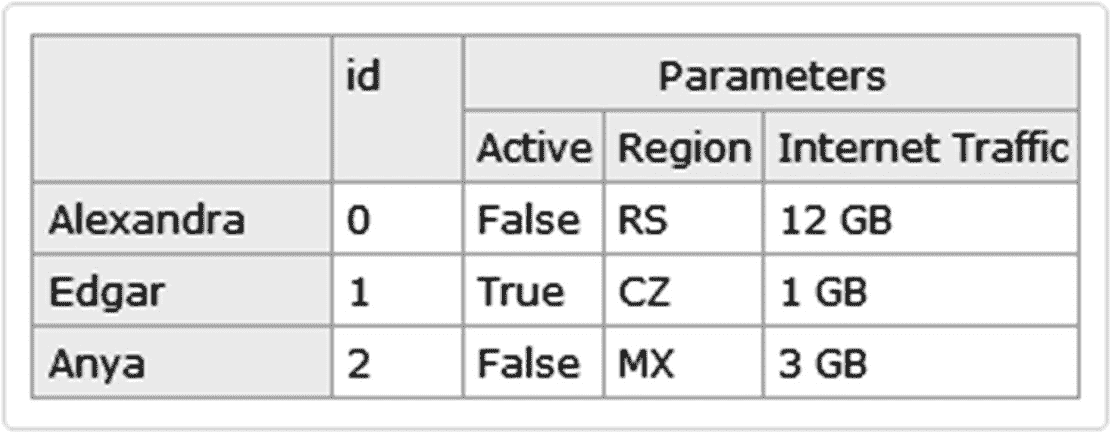 id Parameters
Active Region Internet Traffic
Alexandra 0 False RS 12 GB
Edgar 1 True CZ 1 GB
Anya 2 False MX 3 GB